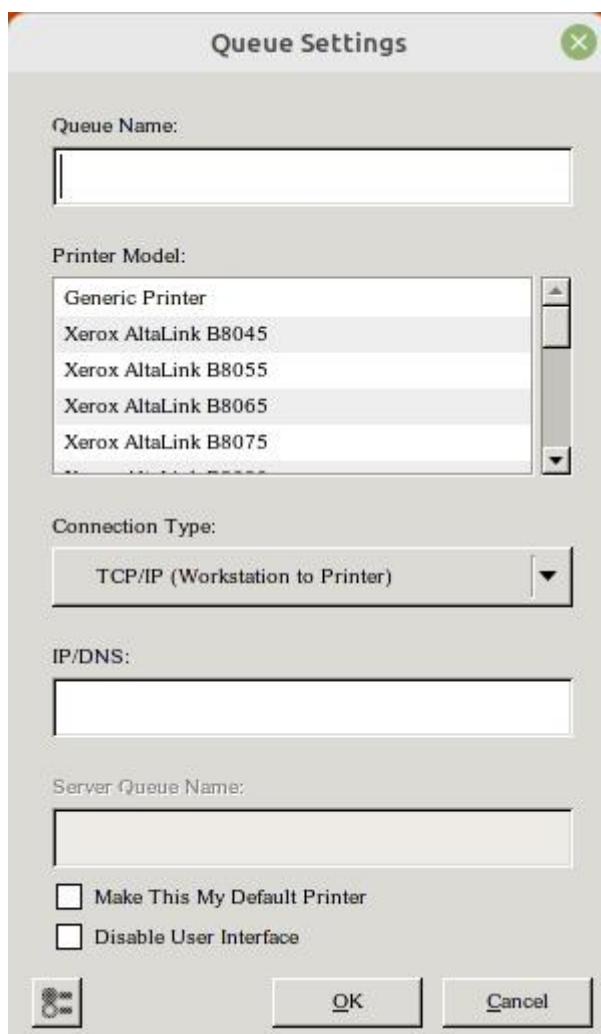 Queue Settings
Queue Name:
Printer Model:
Generic Printer
Xerox AltaLink B8045
Xerox AltaLink B8055
Xerox AltaLink B8065
Xerox AltaLink B8075
Connection Type:
TCP/IP (Workstation to Printer)
IP/DNS:
Server Queue Name:
Make This My Default Printer
Disable User Interface
OK
Cancel